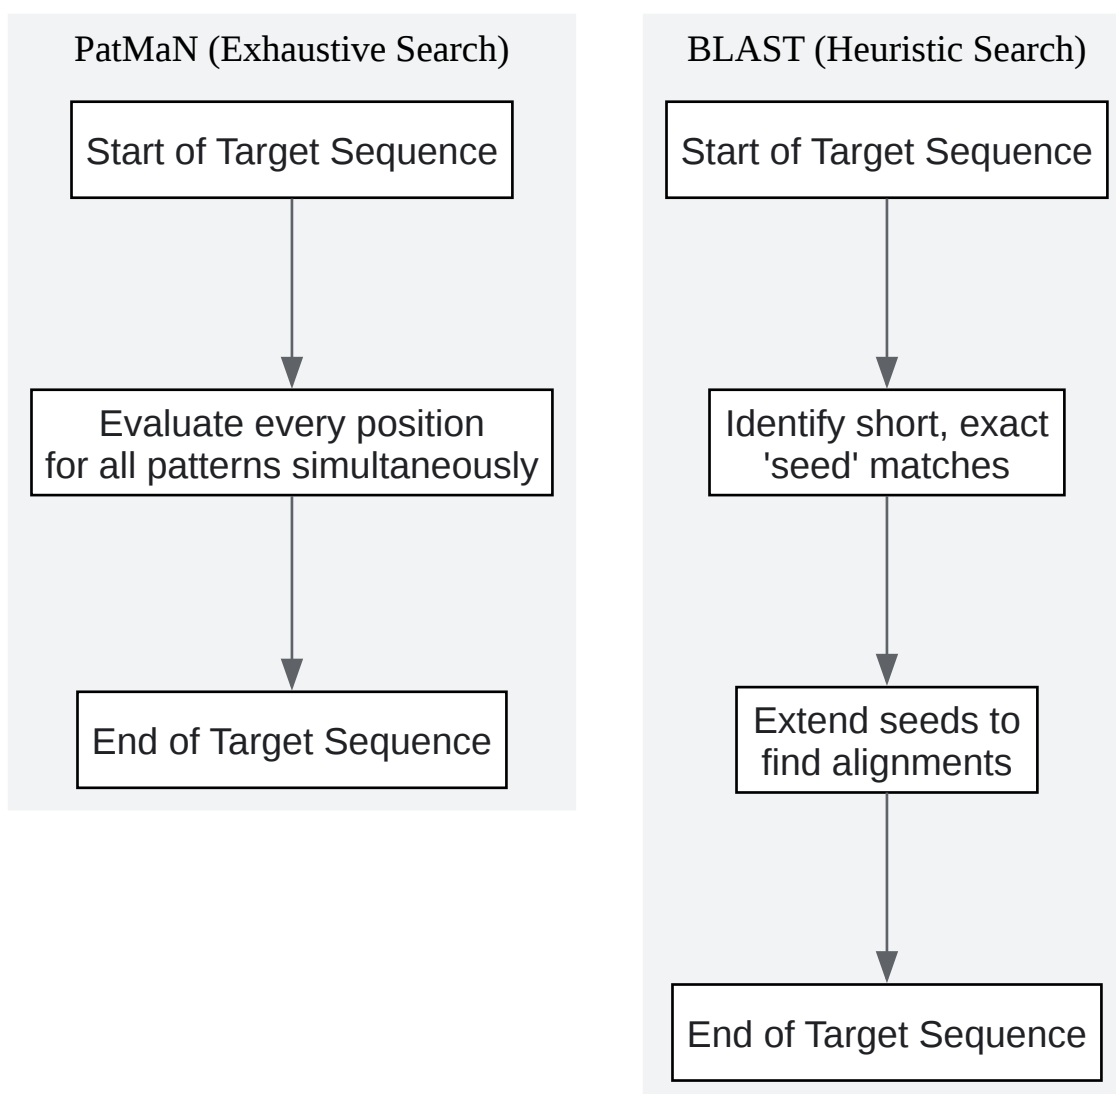 PatMaN (Exhaustive Search)
Start of Target Sequence
Evaluate every position
for all patterns simultaneously
End of Target Sequence
BLAST (Heuristic Search)
Start of Target Sequence
Identify short, exact
'seed' matches
Extend seeds to
find alignments
End of Target Sequence